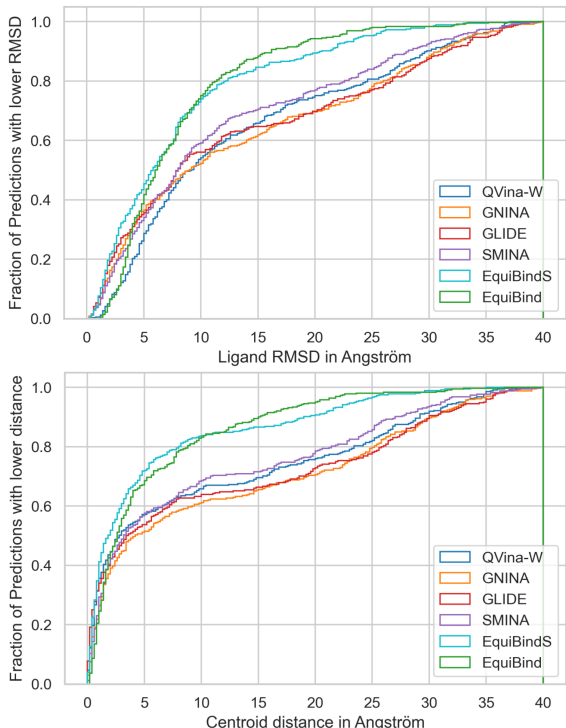 1.0
0.8
0.6
0.4
0.2
0.0
Fraction of Predictions with lower RMSD
QVina-W
GNINA
GLIDE
SMINA
EquiBindS
EquiBind
0 5 10 15 20 25 30 35 40
Ligand RMSD in Angström
1.0
0.8
0.6
0.4
0.2
0.0
Fraction of Predictions with lower distance
QVina-W
GNINA
GLIDE
SMINA
EquiBindS
EquiBind
0 5 10 15 20 25 30 35 40
Centroid distance in Angström